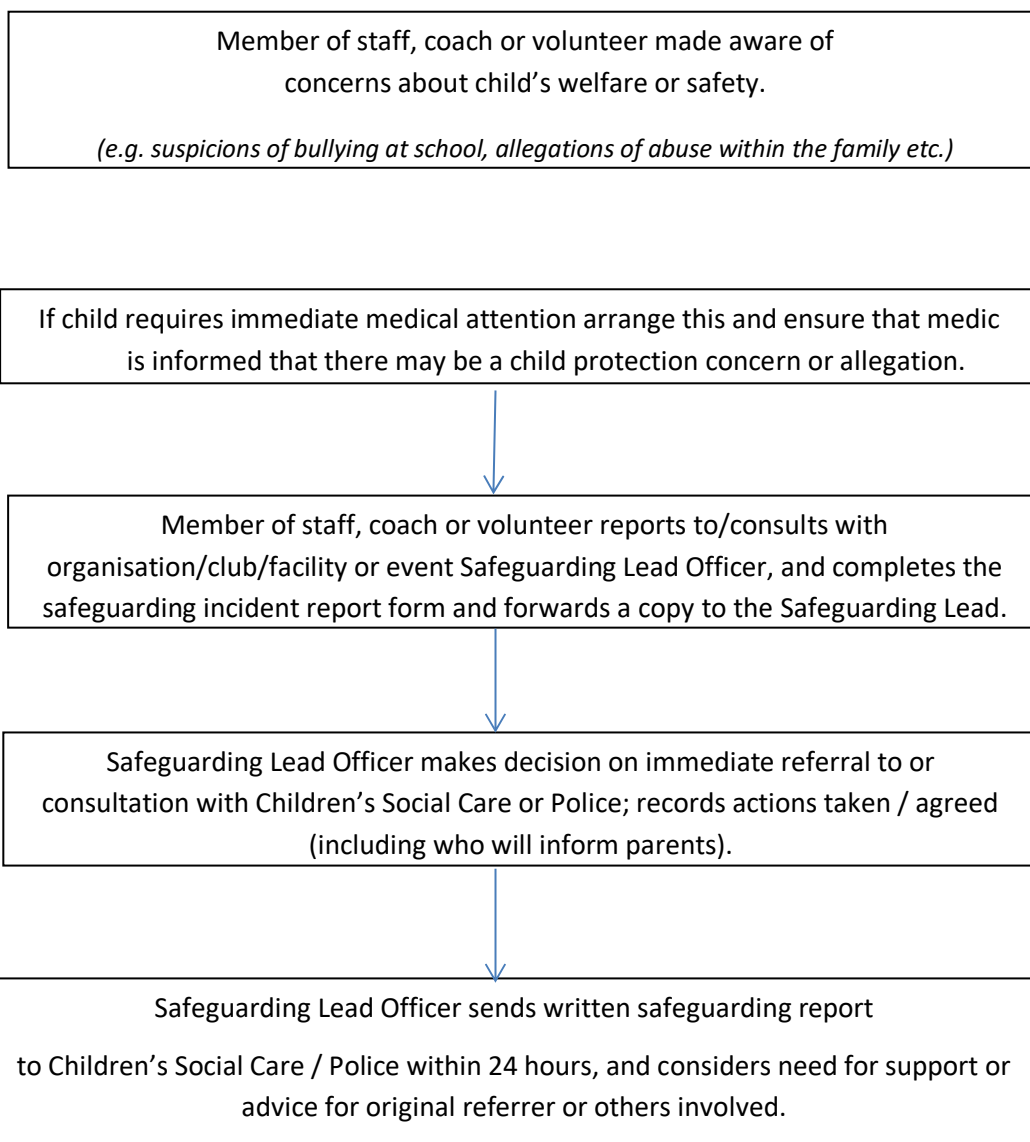 Member of staff, coach or volunteer made aware of
concerns about child’s welfare or safety.
(e.g. suspicions of bullying at school, allegations of abuse within the family etc.)
If child requires immediate medical attention arrange this and ensure that medic
is informed that there may be a child protection concern or allegation.
Member of staff, coach or volunteer reports to/consults with
organisation/club/facility or event Safeguarding Lead Officer, and completes the
safeguarding incident report form and forwards a copy to the Safeguarding Lead.
Safeguarding Lead Officer makes decision on immediate referral to or
consultation with Children’s Social Care or Police; records actions taken / agreed
(including who will inform parents).
Safeguarding Lead Officer sends written safeguarding report
to Children’s Social Care / Police within 24 hours, and considers need for support or
advice for original referrer or others involved.